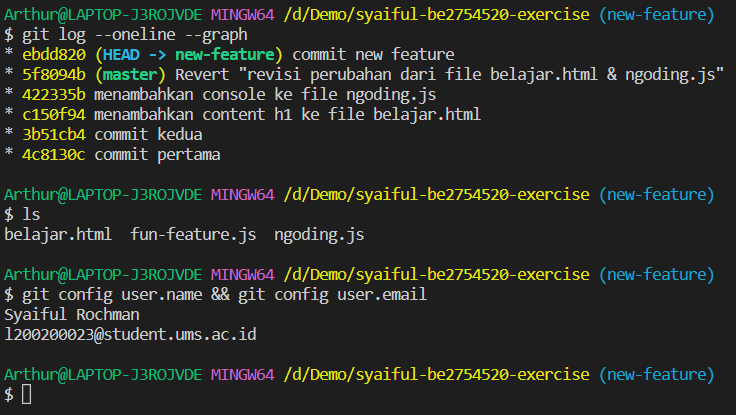 Arthur@LAPTOP-J3ROJVDE MINGW64 /d/Demo/syaiful-be2754520-exercise (new-feature)
$ git log --oneline --graph
* ebdd820 (HEAD -> new-feature) commit new feature
* 5f8094b (master) Revert "revisi perubahan dari file belajar.html & ngoding.js"
* 422335b menambahkan console ke file ngoding.js
* c150f94 menambahkan content h1 ke file belajar.html
* 3b51cb4 commit kedua
* 4c8130c commit pertama
Arthur@LAPTOP-J3ROJVDE MINGW64 /d/Demo/syaiful-be2754520-exercise (new-feature)
$ ls
belajar.html  fun-feature.js  ngoding.js
Arthur@LAPTOP-J3ROJVDE MINGW64 /d/Demo/syaiful-be2754520-exercise (new-feature)
$ git config user.name && git config user.email
Syaiful Rochman
l200200023@student.ums.ac.id
Arthur@LAPTOP-J3ROJVDE MINGW64 /d/Demo/syaiful-be2754520-exercise (new-feature)
$